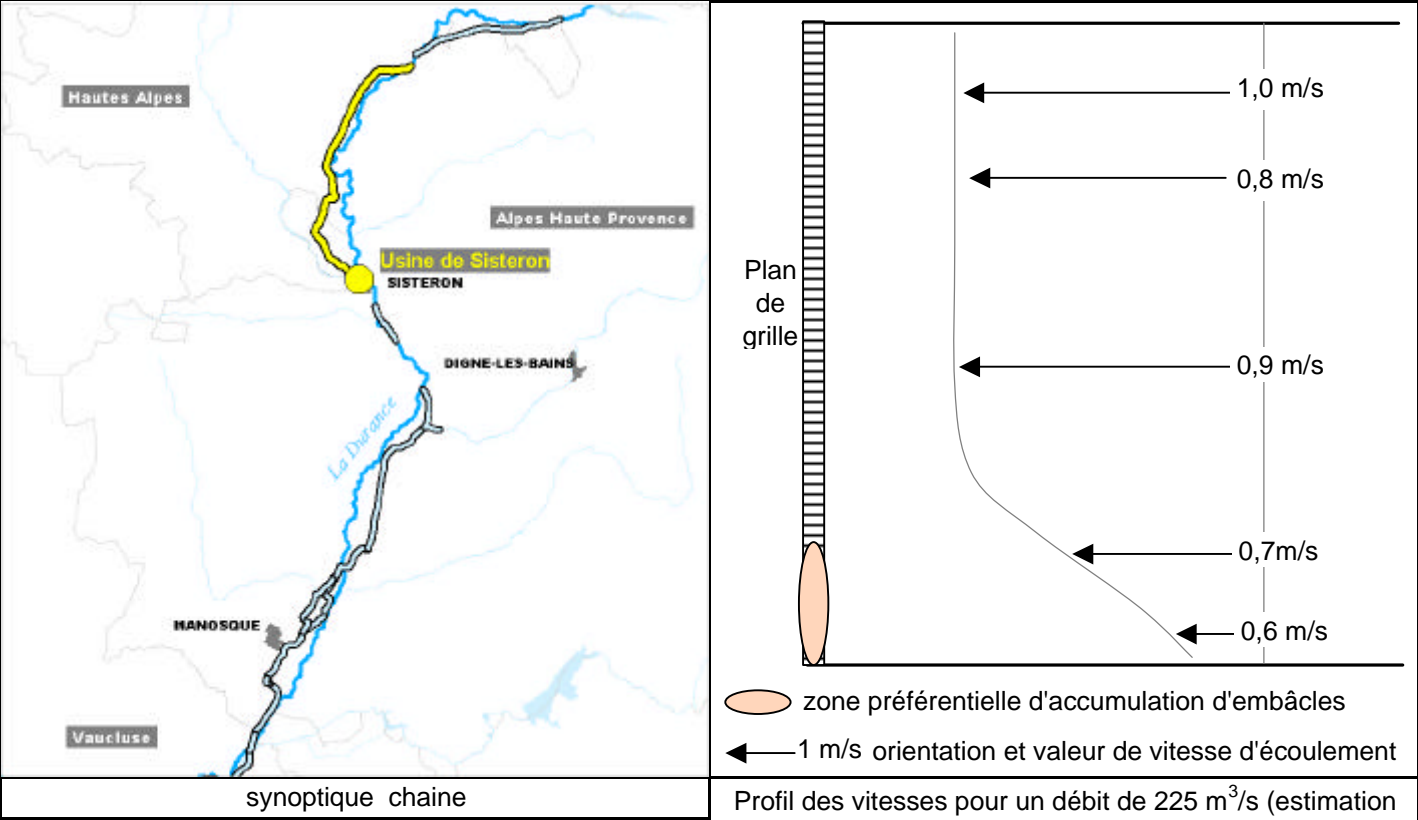 Hautes Alpes
Alpes Haute Provence
Usine de Sisteron
SISTERON
DIGNE-LES-BAINS
La Durance
MANOSQUE
Vaucluse
synoptique chaine
1,0 m/s
0,8 m/s
Plan
de
grille
0,9 m/s
0,7m/s
0,6 m/s
zone préférentielle d'accumulation d'embâcles
1 m/s orientation et valeur de vitesse d'écoulement
Profil des vitesses pour un débit de 225 m³/s (estimation